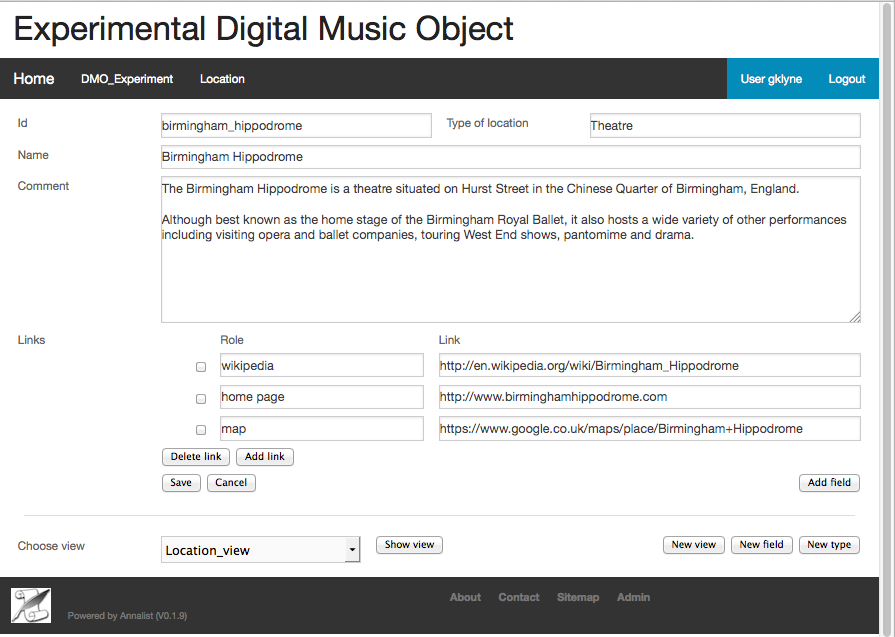 Experimental Digital Music Object
Home DMO_Experiment Location User gklyne Logout
Id birmingham_hippodrome Type of location Theatre
Name Birmingham Hippodrome
Comment The Birmingham Hippodrome is a theatre situated on Hurst Street in the Chinese Quarter of Birmingham, England.
Although best known as the home stage of the Birmingham Royal Ballet, it also hosts a wide variety of other performances
including visiting opera and ballet companies, touring West End shows, pantomime and drama.
Links Role Link
wikipedia http://en.wikipedia.org/wiki/Birmingham_Hippodrome
home page http://www.birminghamhippodrome.com
map https://www.google.co.uk/maps/place/Birmingham+Hippodrome
Delete link Add link
Save Cancel Add field
Choose view Location_view Show view New view New field New type
About Contact Sitemap Admin
Powered by Annalist (V0.1.9)